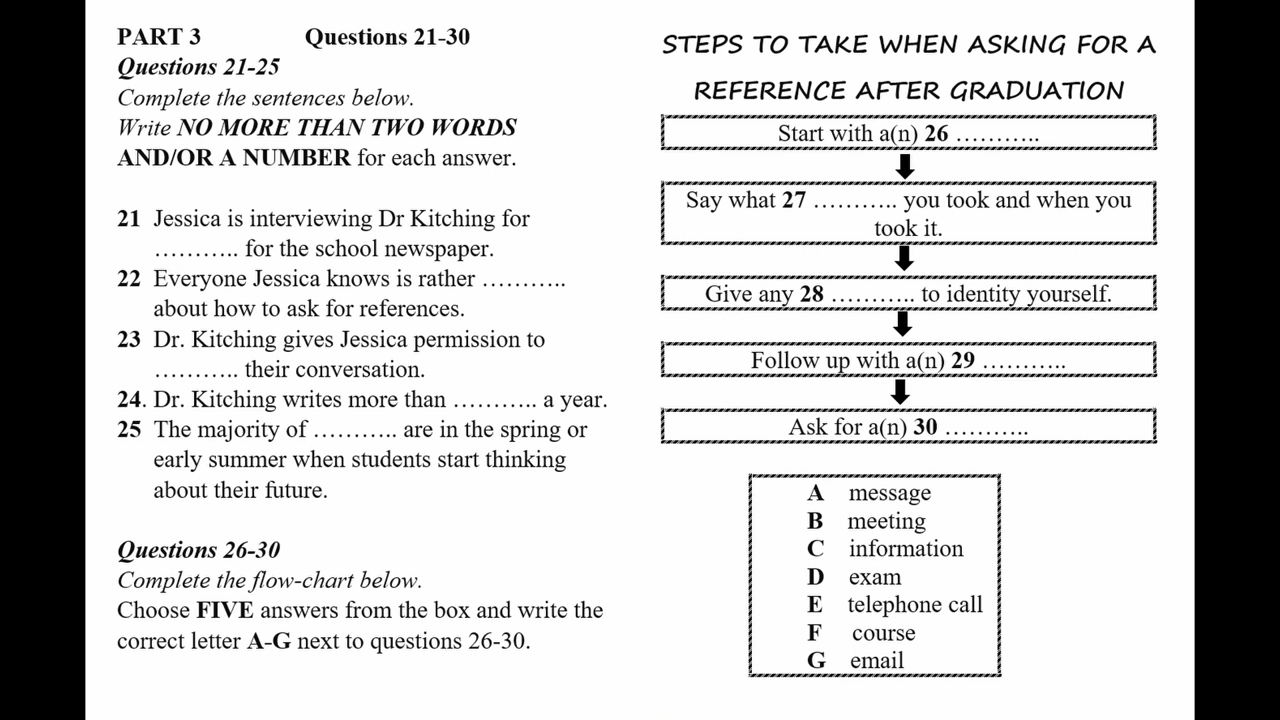 PART 3 Questions 21-30
Questions 21-25
Complete the sentences below.
Write NO MORE THAN TWO WORDS
AND/OR A NUMBER for each answer.
21 Jessica is interviewing Dr Kitching for
……….. for the school newspaper.
22 Everyone Jessica knows is rather ………..
about how to ask for references.
23 Dr. Kitching gives Jessica permission to
……….. their conversation.
24. Dr. Kitching writes more than ……….. a year.
25 The majority of ……….. are in the spring or
early summer when students start thinking
about their future.
Questions 26-30
Complete the flow-chart below.
Choose FIVE answers from the box and write the
correct letter A-G next to questions 26-30.
STEPS TO TAKE WHEN ASKING FOR A
REFERENCE AFTER GRADUATION
Start with a(n) 26 ………..
Say what 27 ……….. you took and when you
took it.
Give any 28 ……….. to identity yourself.
Follow up with a(n) 29 ………..
Ask for a(n) 30 ………..
A message
B meeting
C information
D exam
E telephone call
F course
G email